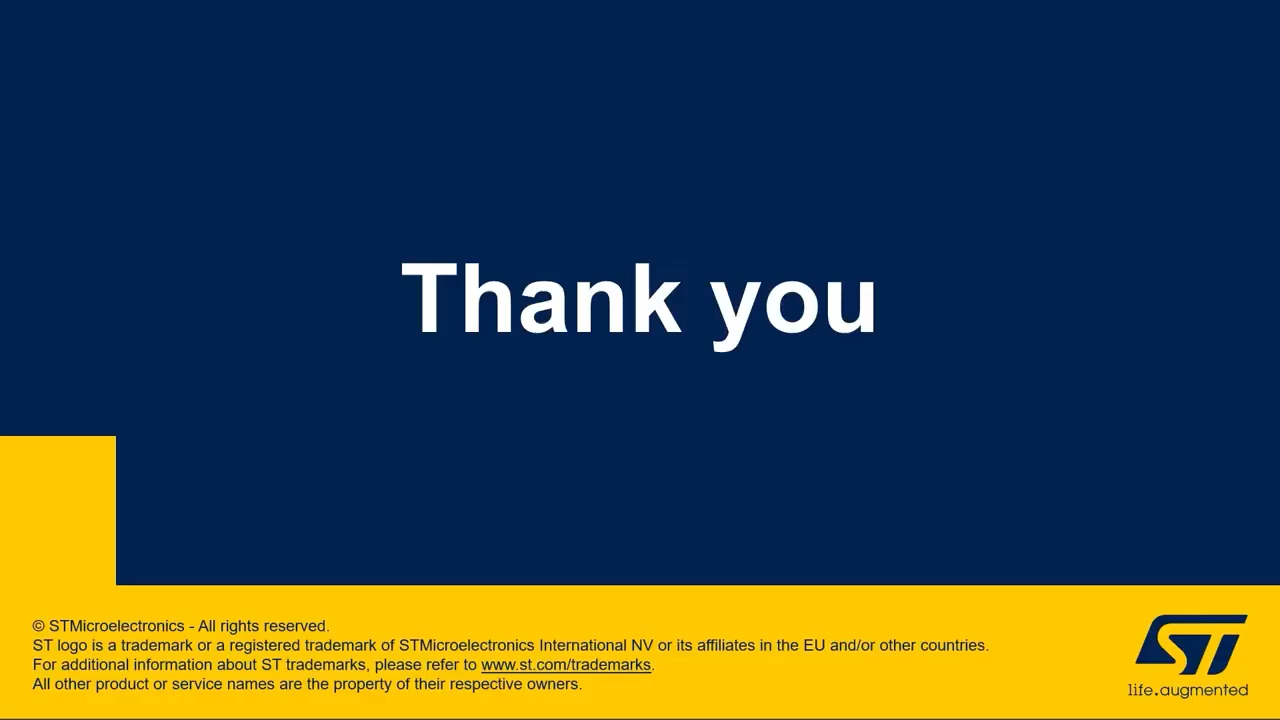 Thank you
© STMicroelectronics - All rights reserved.
ST logo is a trademark or a registered trademark of STMicroelectronics International NV or its affiliates in the EU and/or other countries.
For additional information about ST trademarks, please refer to www.st.com/trademarks.
All other product or service names are the property of their respective owners.
ST
life.augmented